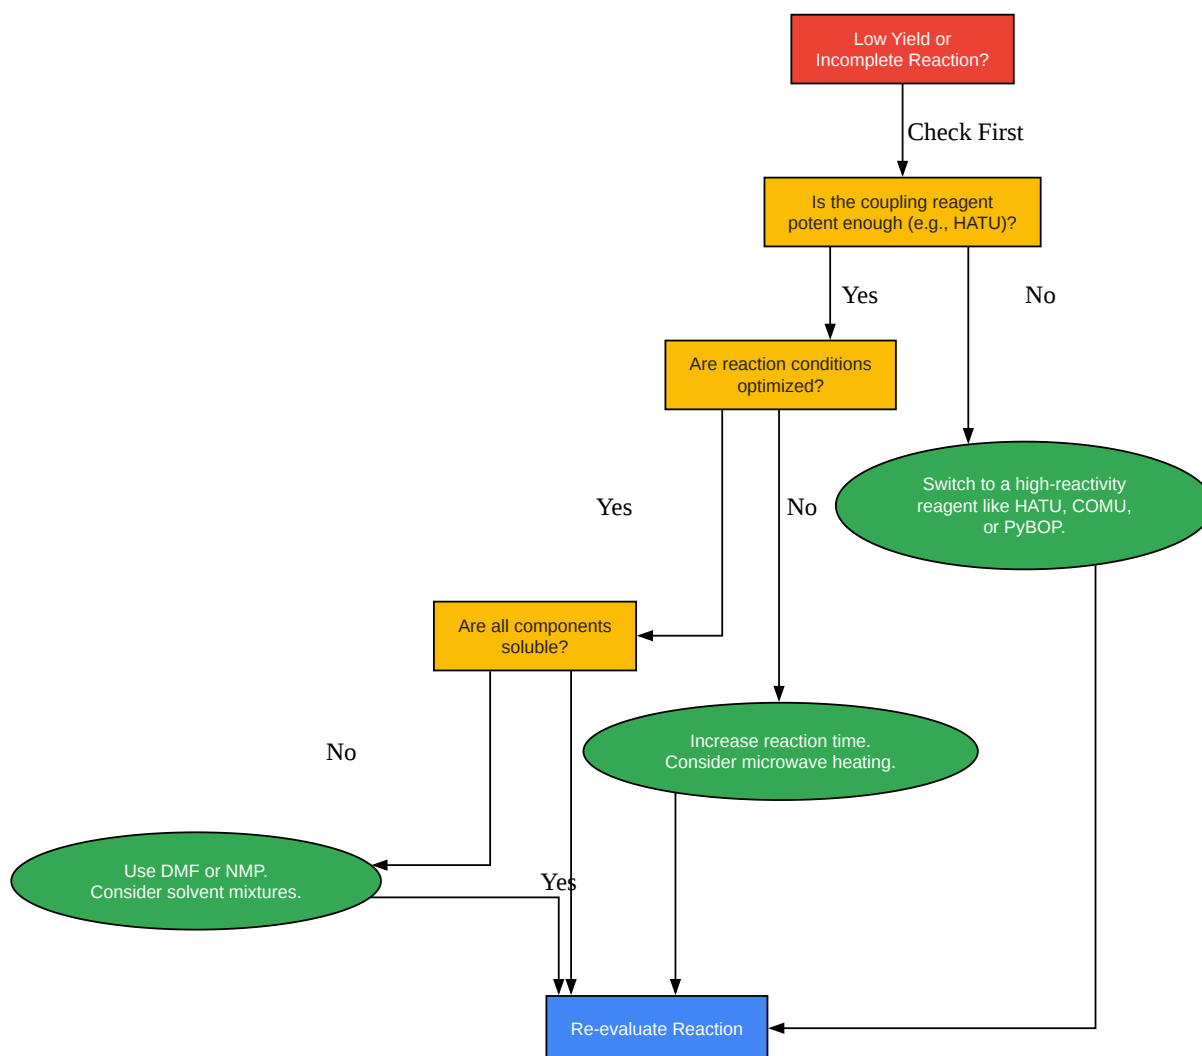 Low Yield or
Incomplete Reaction?
Check First
Is the coupling reagent
potent enough (e.g., HATU)?
Yes
No
Are reaction conditions
optimized?
Switch to a high-reactivity
reagent like HATU, COMU,
or PyBOP.
Yes
No
Are all components
soluble?
Increase reaction time.
Consider microwave heating.
No
Use DMF or NMP.
Consider solvent mixtures.
Yes
Re-evaluate Reaction